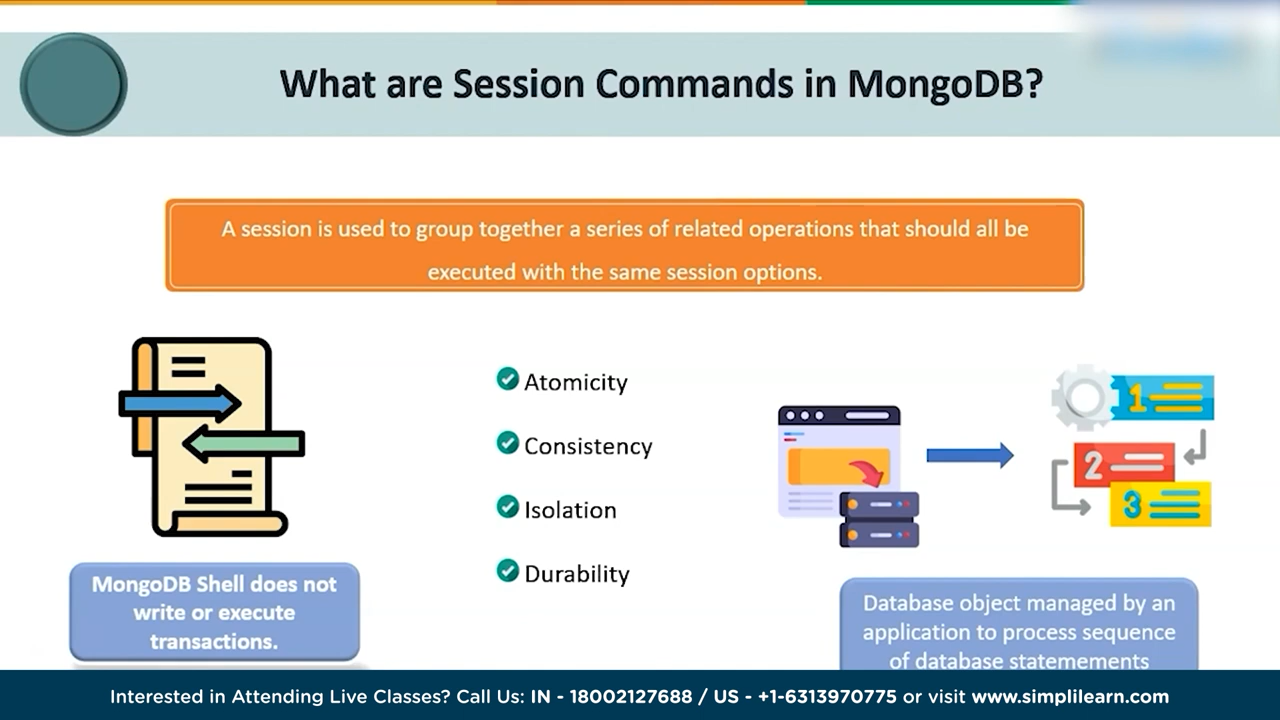 What are Session Commands in MongoDB?
A session is used to group together a series of related operations that should all be
executed with the same session options.
Atomicity
Consistency
Isolation
Durability
1
2
3
MongoDB Shell does not
write or execute
transactions.
Database object managed by an
application to process sequence
of database statemements
Interested in Attending Live Classes? Call Us: IN - 18002127688 / US - +1-6313970775 or visit www.simplilearn.com